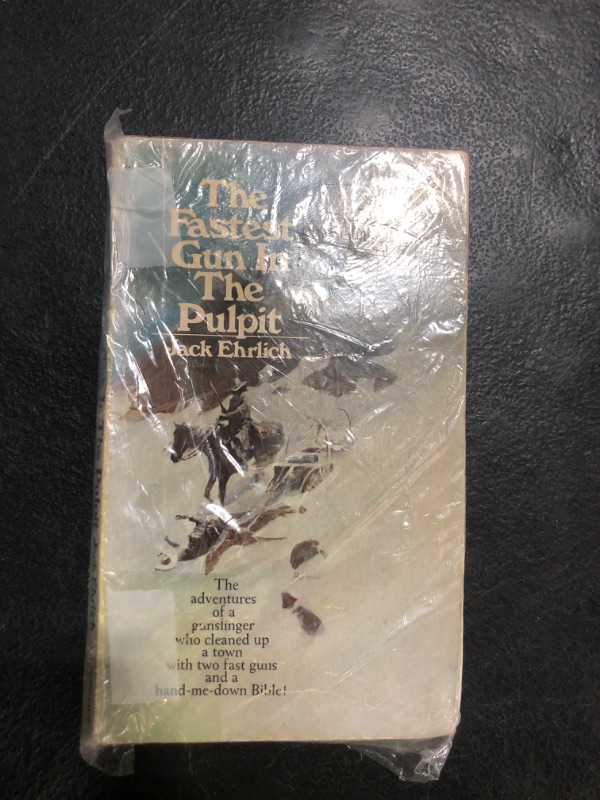 The
Fastest
Gun In
The
Pulpit
Jack Ehrlich
The
adventures
of a
gunslinger
who cleaned up
a town
with two fast guns
and a
hand-me-down Bible!